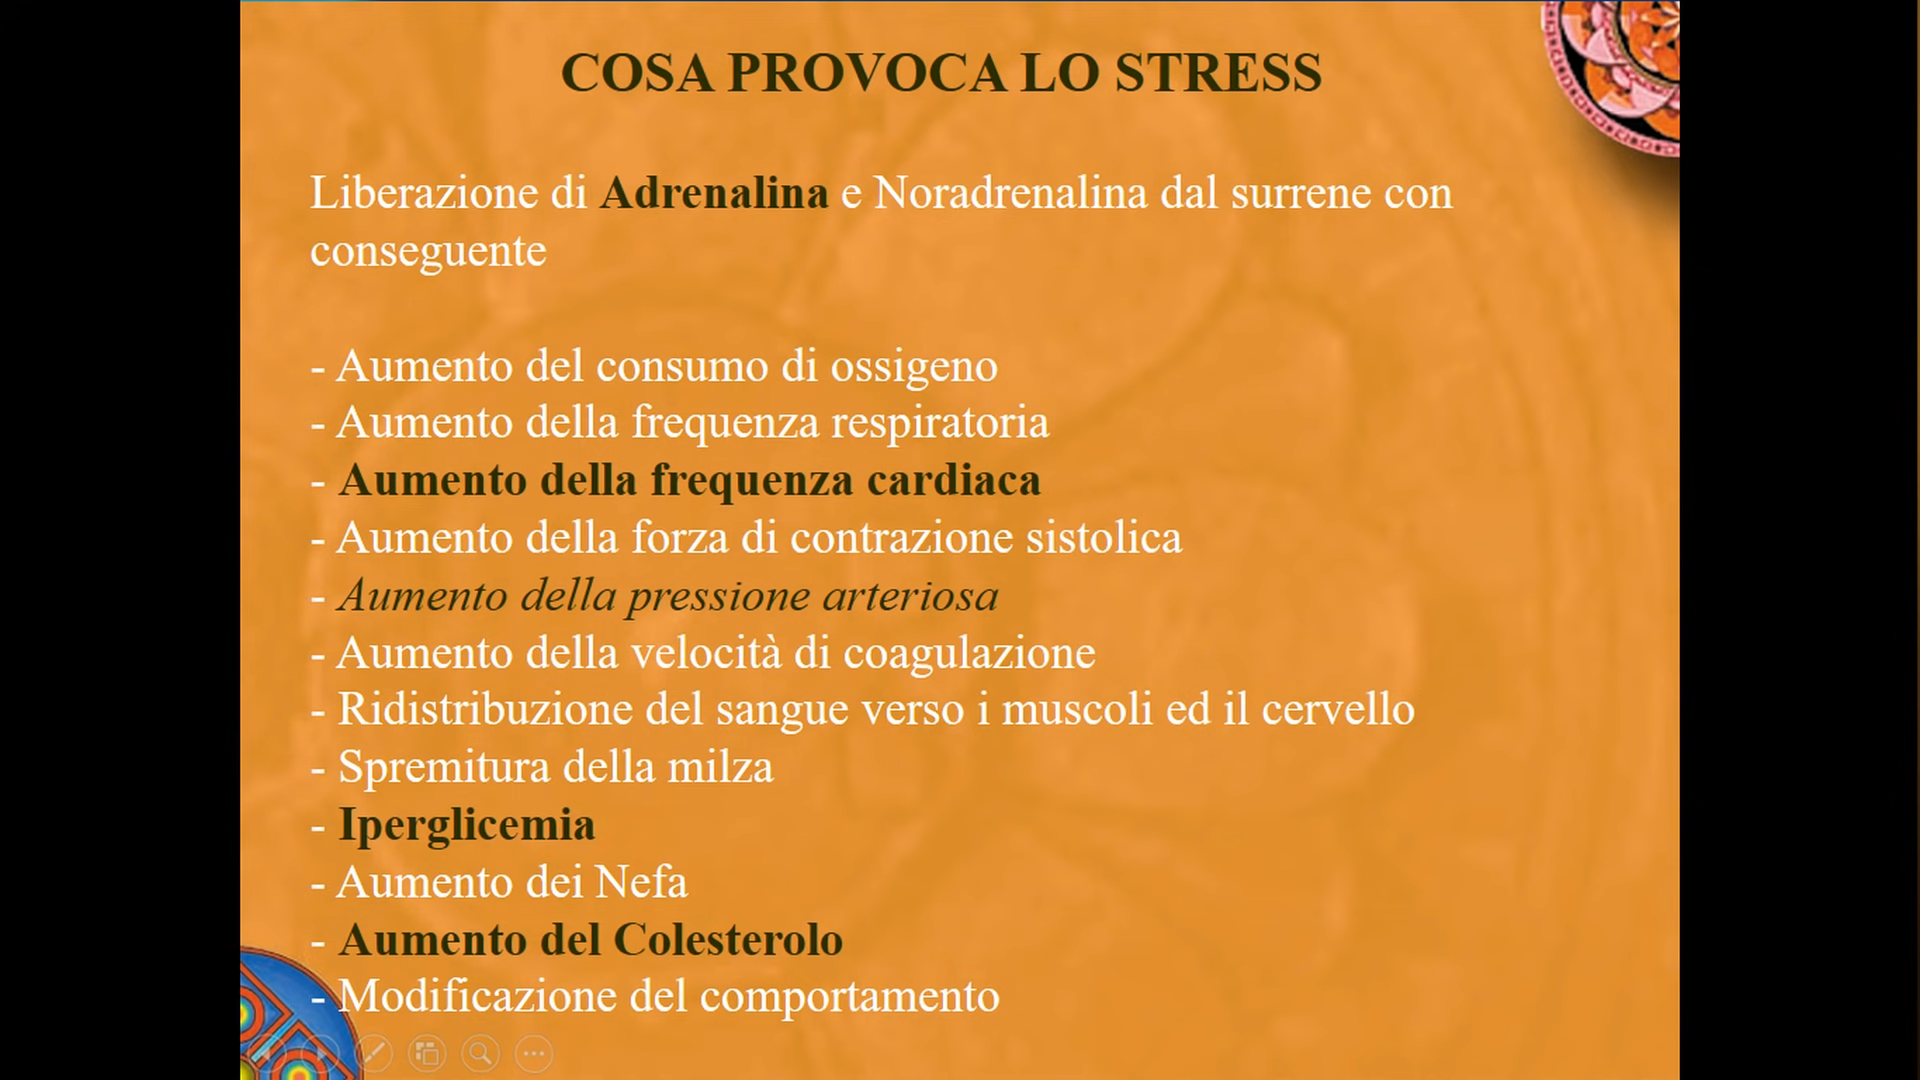 COSA PROVOCA LO STRESS
Liberazione di Adrenalina e Noradrenalina dal surrene con
conseguente
- Aumento del consumo di ossigeno
- Aumento della frequenza respiratoria
- Aumento della frequenza cardiaca
- Aumento della forza di contrazione sistolica
- Aumento della pressione arteriosa
- Aumento della velocità di coagulazione
- Ridistribuzione del sangue verso i muscoli ed il cervello
- Spremitura della milza
- Iperglicemia
- Aumento dei Nefa
- Aumento del Colesterolo
- Modificazione del comportamento